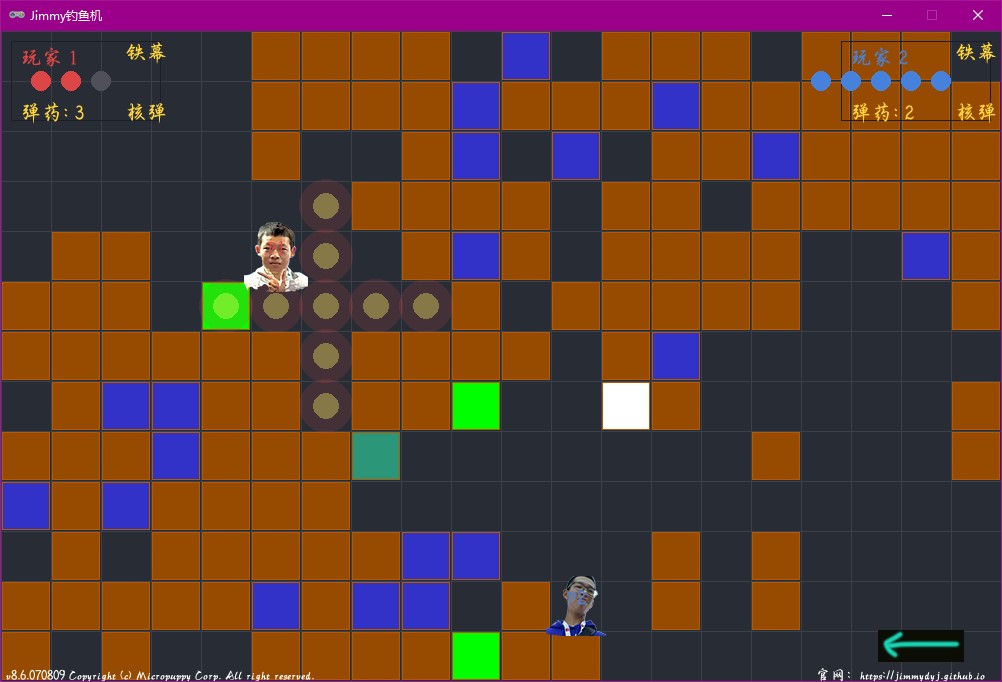 Jimmy钓鱼机
玩家 1 铁幕
弹药: 3 核弹
玩家 2 铁幕
弹药: 2 核弹
v8.6.070809 Copyright (c) Micropuppy Corp. All right reserved.
官网: https://jimmydyj.github.io